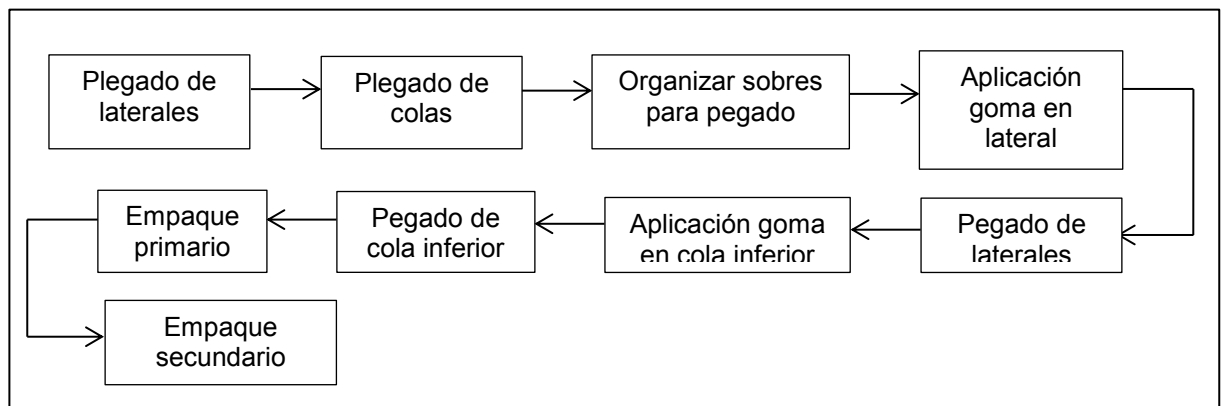 Plegado de
laterales
Plegado de
colas
Organizar sobres
para pegado
Aplicación
goma en
lateral
Pegado de
laterales
Aplicación goma
en cola inferior
Pegado de
cola inferior
Empaque
primario
Empaque
secundario